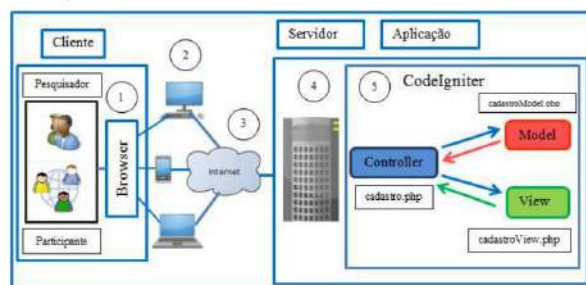 Cliente
Servidor
Aplicação
Pesquisador
1
2
3
4
5
CodeIgniter
Browser
Internet
cadastroModel.php
Model
Controller
cadastro.php
View
cadastroView.php
Participante